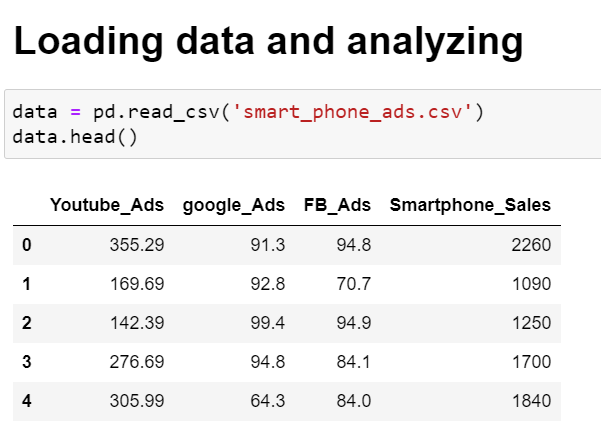 Loading data and analyzing
data = pd.read_csv('smart_phone_ads.csv')
data.head()
Youtube_Ads google_Ads FB_Ads Smartphone_Sales
0 355.29 91.3 94.8 2260
1 169.69 92.8 70.7 1090
2 142.39 99.4 94.9 1250
3 276.69 94.8 84.1 1700
4 305.99 64.3 84.0 1840